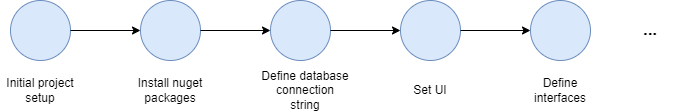 Initial project
setup
Install nuget
packages
Define database
connection
string
Set UI
Define
interfaces
...